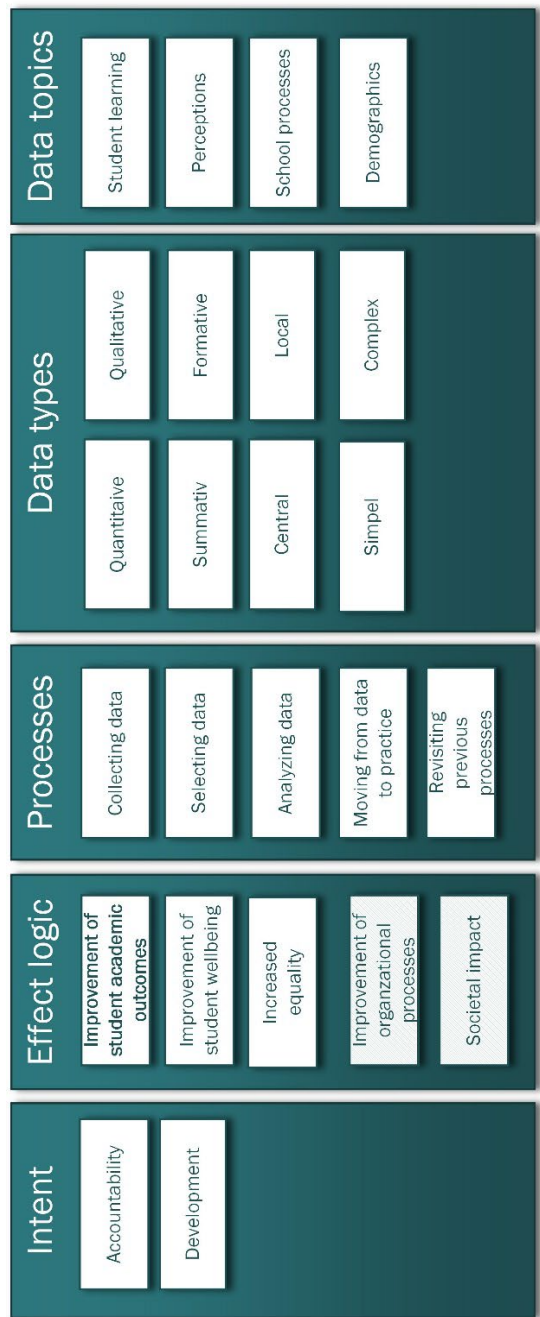 Intent
Accountability
Development
Effect logic
Improvement of
student academic
outcomes
Improvement of
student wellbeing
Increased
equality
Improvement of
organzational
processes
Societal impact
Processes
Collecting data
Selecting data
Analyzing data
Moving from data
to practice
Revisiting
previous
processes
Data types
Quantitaive
Qualitative
Summativ
Formative
Central
Local
Simpel
Complex
Data topics
Student learning
Perceptions
School processes
Demographics